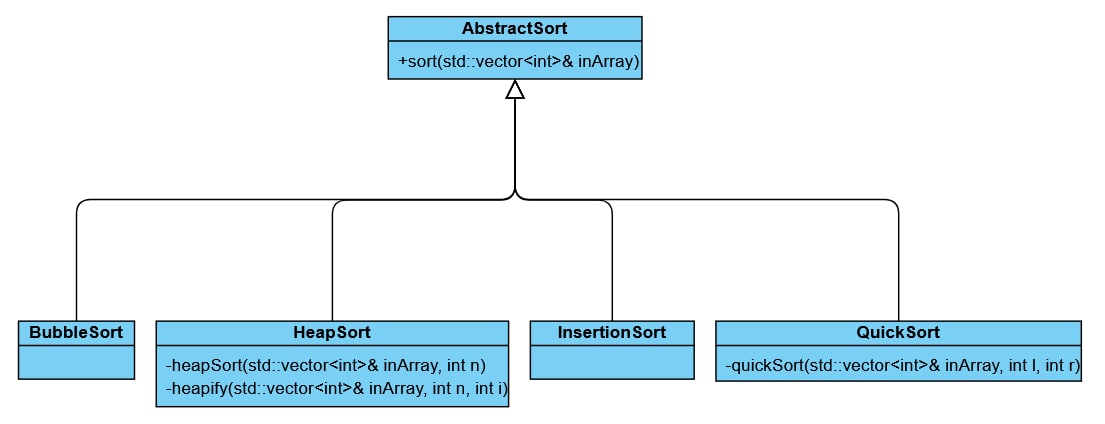 AbstractSort
+sort(std::vector<int>& inArray)
BubbleSort
HeapSort
-heapSort(std::vector<int>& inArray, int n)
-heapify(std::vector<int>& inArray, int n, int i)
InsertionSort
QuickSort
-quickSort(std::vector<int>& inArray, int l, int r)